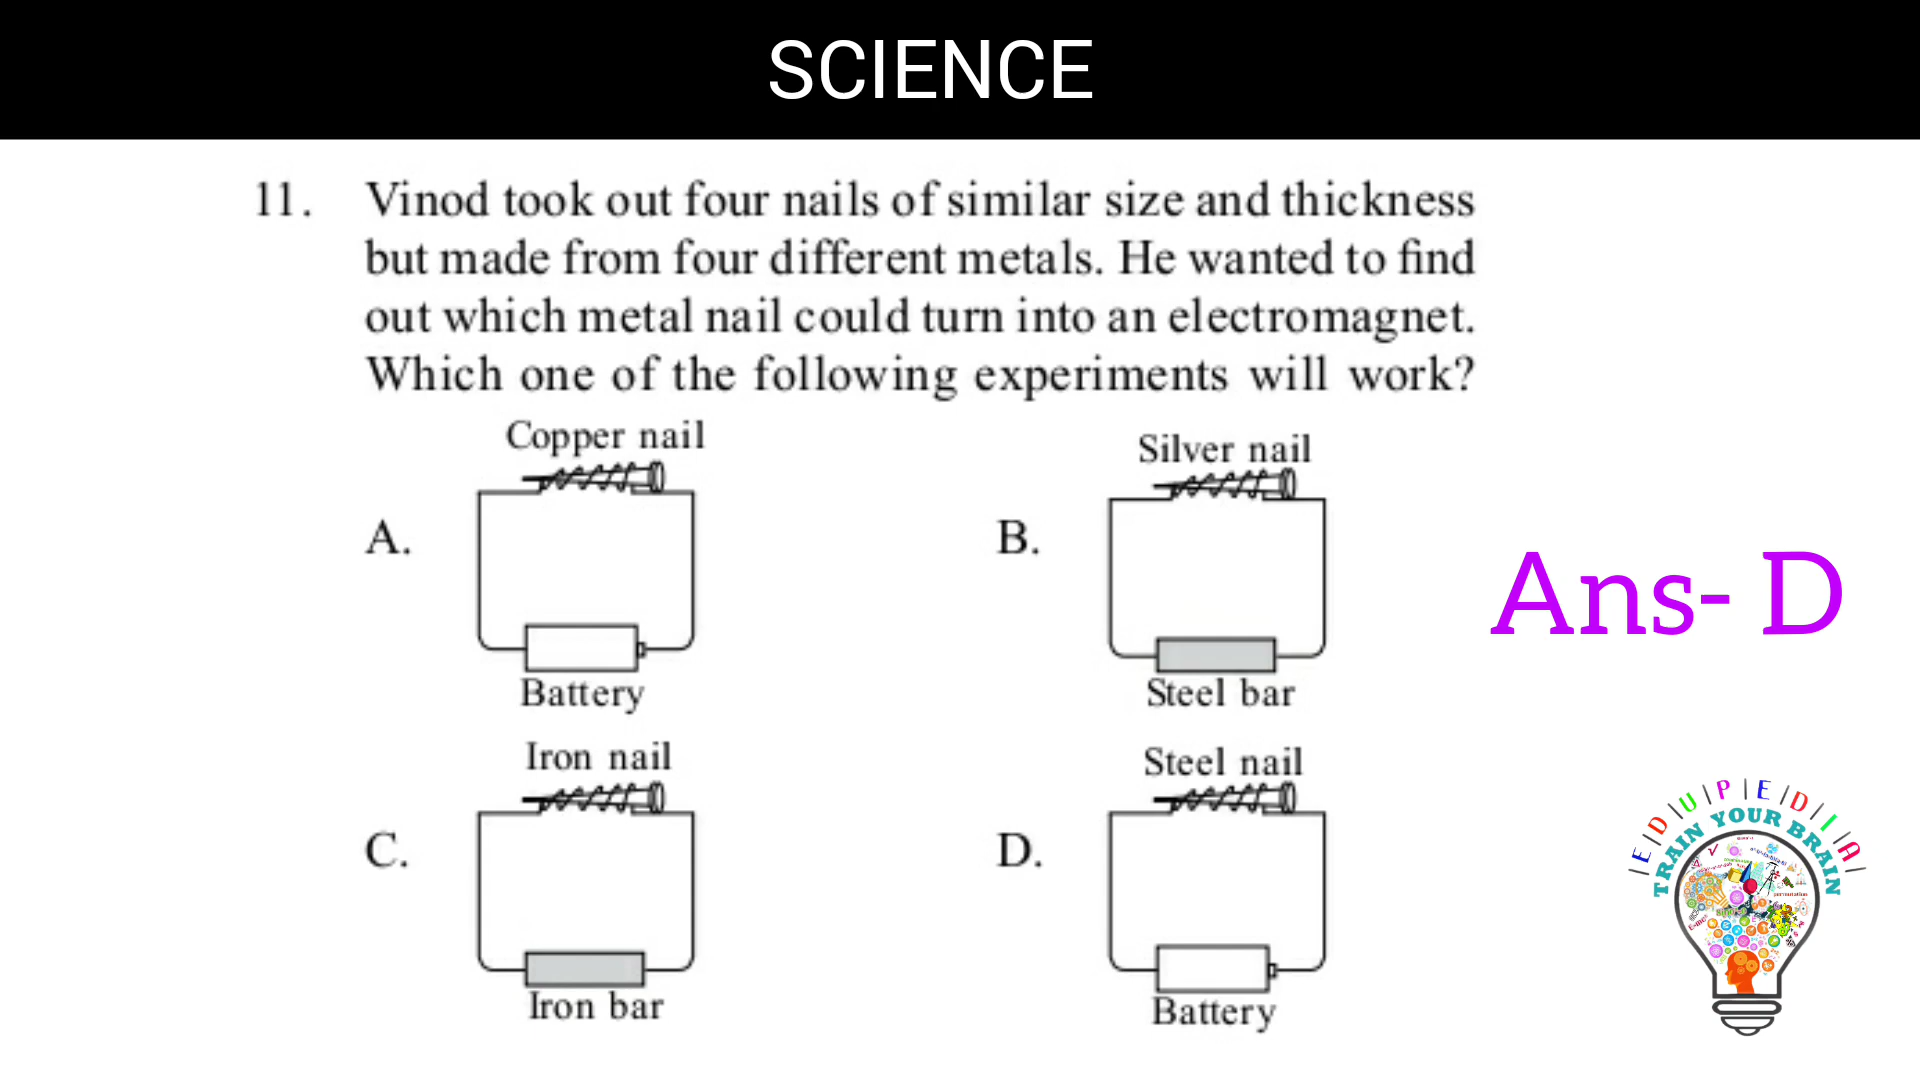 SCIENCE
11. Vinod took out four nails of similar size and thickness
but made from four different metals. He wanted to find
out which metal nail could turn into an electromagnet.
Which one of the following experiments will work?
Copper nail
A.
Battery
Silver nail
B.
Steel bar
Iron nail
C.
Iron bar
Steel nail
D.
Battery
Ans- D
EDUPEDIA
TRAIN YOUR BRAIN